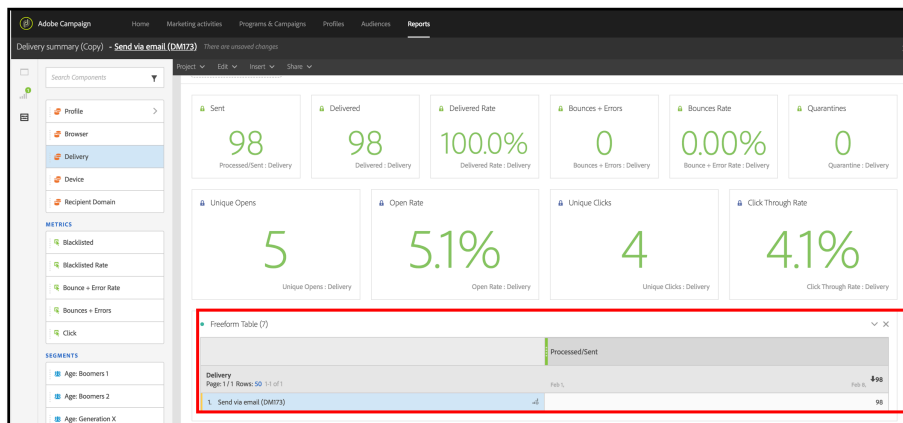 Adobe Campaign Home Marketing activities Programs & Campaigns Profiles Audiences Reports
Delivery summary (Copy) - Send via email (DM173) There are unsaved changes
Project Edit Insert Share
Search Components
Profile
Browser
Delivery
Device
Recipient Domain
METRICS
Blacklisted
Blacklisted Rate
Bounce + Error Rate
Bounces + Errors
Click
SEGMENTS
Age: Boomers 1
Age: Boomers 2
Age: Generation X
Sent
98
Processed/Sent : Delivery
Delivered
98
Delivered : Delivery
Delivered Rate
100.0%
Delivered Rate : Delivery
Bounces + Errors
0
Bounces + Errors : Delivery
Bounces Rate
0.00%
Bounce + Error Rate : Delivery
Quarantines
0
Quarantine : Delivery
Unique Opens
5
Unique Opens : Delivery
Open Rate
5.1%
Open Rate : Delivery
Unique Clicks
4
Unique Clicks : Delivery
Click Through Rate
4.1%
Click Through Rate : Delivery
Freeform Table (7)
Processed/Sent
Delivery
Page: 1 / 1 Rows: 50 1-1 of 1
Feb 1, Feb 8, 98
1. Send via email (DM173) 98